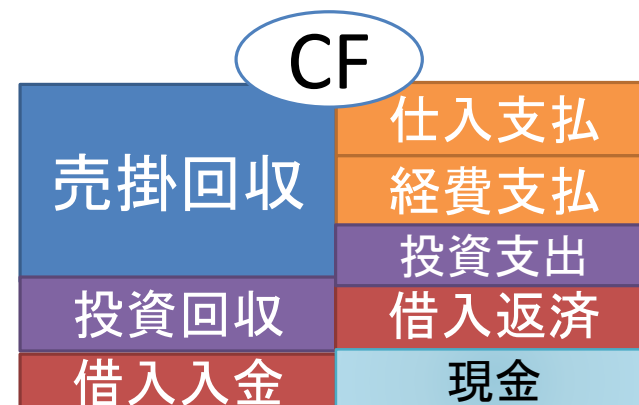 CF
売掛回収
投資回収
借入入金
仕入支払
経費支払
投資支出
借入返済
現金